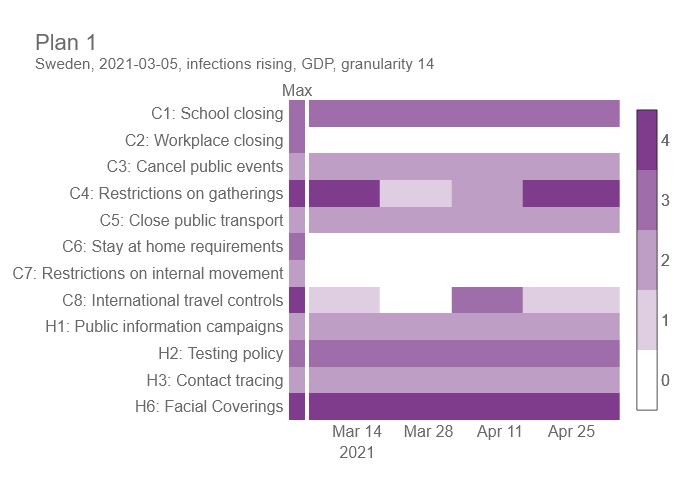 Plan 1
Sweden, 2021-03-05, infections rising, GDP, granularity 14
Max
C1: School closing
C2: Workplace closing
C3: Cancel public events
C4: Restrictions on gatherings
C5: Close public transport
C6: Stay at home requirements
C7: Restrictions on internal movement
C8: International travel controls
H1: Public information campaigns
H2: Testing policy
H3: Contact tracing
H6: Facial Coverings
Mar 14 Mar 28 Apr 11 Apr 25
2021
4
3
2
1
0